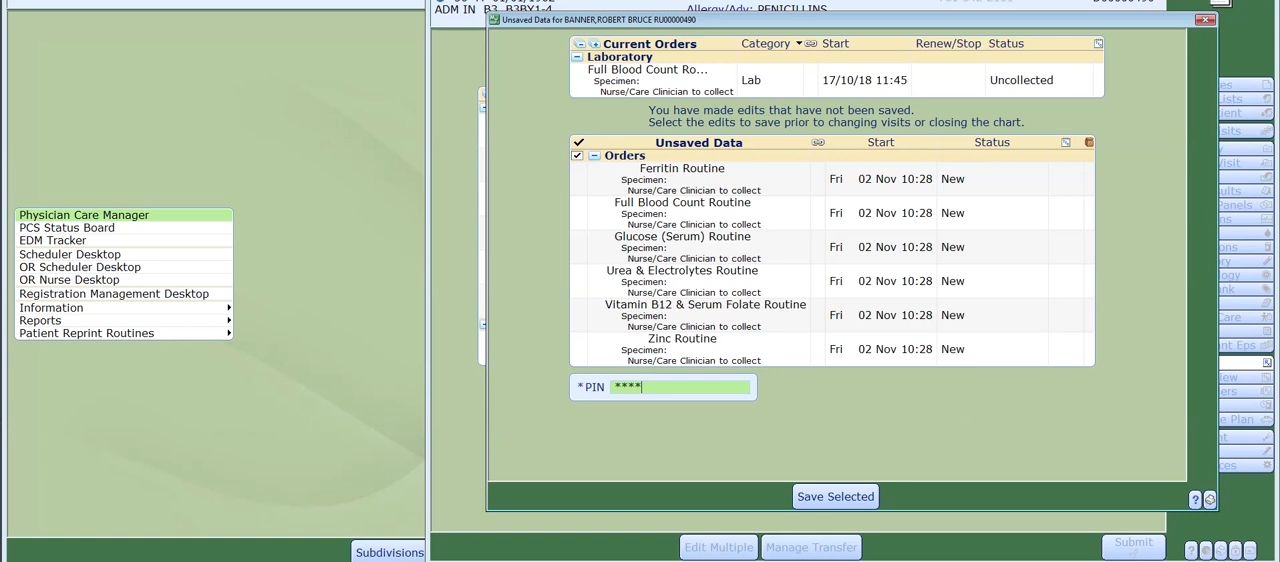 ADM IN B3 B3BY1-4
Allergy/Adv: PENICILLINS
Unsaved Data for BANNER,ROBERT BRUCE RU00000490
Current Orders Category Start Renew/Stop Status
Laboratory
Full Blood Count Ro...
Specimen:
Nurse/Care Clinician to collect
Lab 17/10/18 11:45 Uncollected
You have made edits that have not been saved.
Select the edits to save prior to changing visits or closing the chart.
Unsaved Data Start Status
Orders
Ferritin Routine
Specimen:
Nurse/Care Clinician to collect
Fri 02 Nov 10:28 New
Full Blood Count Routine
Specimen:
Nurse/Care Clinician to collect
Fri 02 Nov 10:28 New
Glucose (Serum) Routine
Specimen:
Nurse/Care Clinician to collect
Fri 02 Nov 10:28 New
Urea & Electrolytes Routine
Specimen:
Nurse/Care Clinician to collect
Fri 02 Nov 10:28 New
Vitamin B12 & Serum Folate Routine
Specimen:
Nurse/Care Clinician to collect
Fri 02 Nov 10:28 New
Zinc Routine
Specimen:
Nurse/Care Clinician to collect
Fri 02 Nov 10:28 New
*PIN ****
Save Selected
Physician Care Manager
PCS Status Board
EDM Tracker
Scheduler Desktop
OR Scheduler Desktop
OR Nurse Desktop
Registration Management Desktop
Information
Reports
Patient Reprint Routines
Subdivisions
Edit Multiple
Manage Transfer
Submit
Lists
Panels
Care
Plan